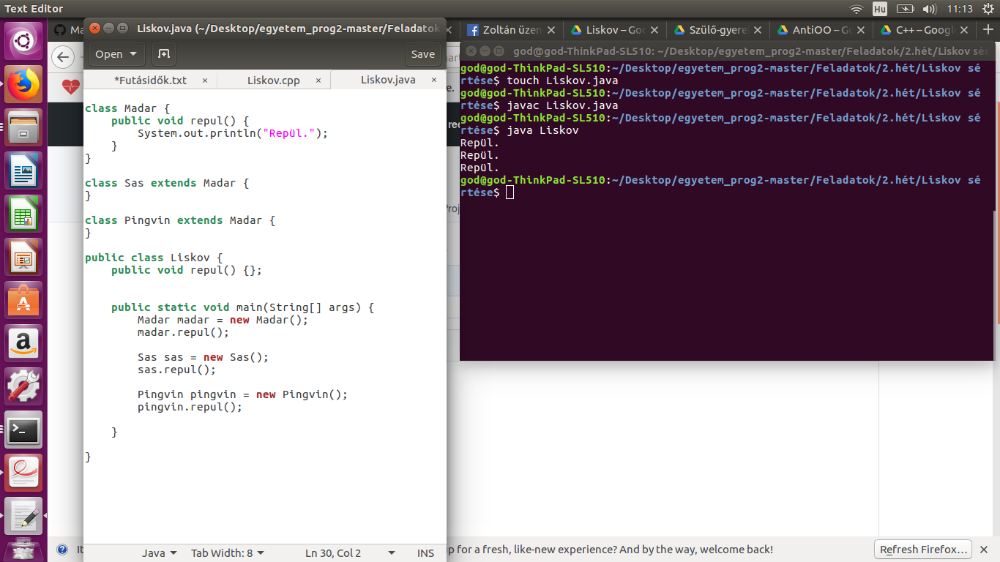 Text Editor
Hu
11:13
Liskov.java (~/Desktop/egyetem_prog2-master/Feladatok
Zoltán üzen
Liskov – Goo
Szülő-gyere
AntiOO – G
C++ – Googl
Open
Save
*Futásidők.txt
Liskov.cpp
Liskov.java
class Madar {
public void repul() {
System.out.println("Repül.");
}
}
class Sas extends Madar {
}
class Pingvin extends Madar {
}
public class Liskov {
public void repul() {};
public static void main(String[] args) {
Madar madar = new Madar();
madar.repul();
Sas sas = new Sas();
sas.repul();
Pingvin pingvin = new Pingvin();
pingvin.repul();
}
}
Java
Tab Width: 8
Ln 30, Col 2
INS
god@god-ThinkPad-SL510: ~/Desktop/egyetem_prog2-master/Feladatok/2.hét/Liskov sér
god@god-ThinkPad-SL510:~/Desktop/egyetem_prog2-master/Feladatok/2.hét/Liskov sé
rtése$ touch Liskov.java
god@god-ThinkPad-SL510:~/Desktop/egyetem_prog2-master/Feladatok/2.hét/Liskov sé
rtése$ javac Liskov.java
god@god-ThinkPad-SL510:~/Desktop/egyetem_prog2-master/Feladatok/2.hét/Liskov sé
rtése$ java Liskov
Repül.
Repül.
Repül.
god@god-ThinkPad-SL510:~/Desktop/egyetem_prog2-master/Feladatok/2.hét/Liskov sé
rtése$
for a fresh, like-new experience? And by the way, welcome back!
Refresh Firefox...